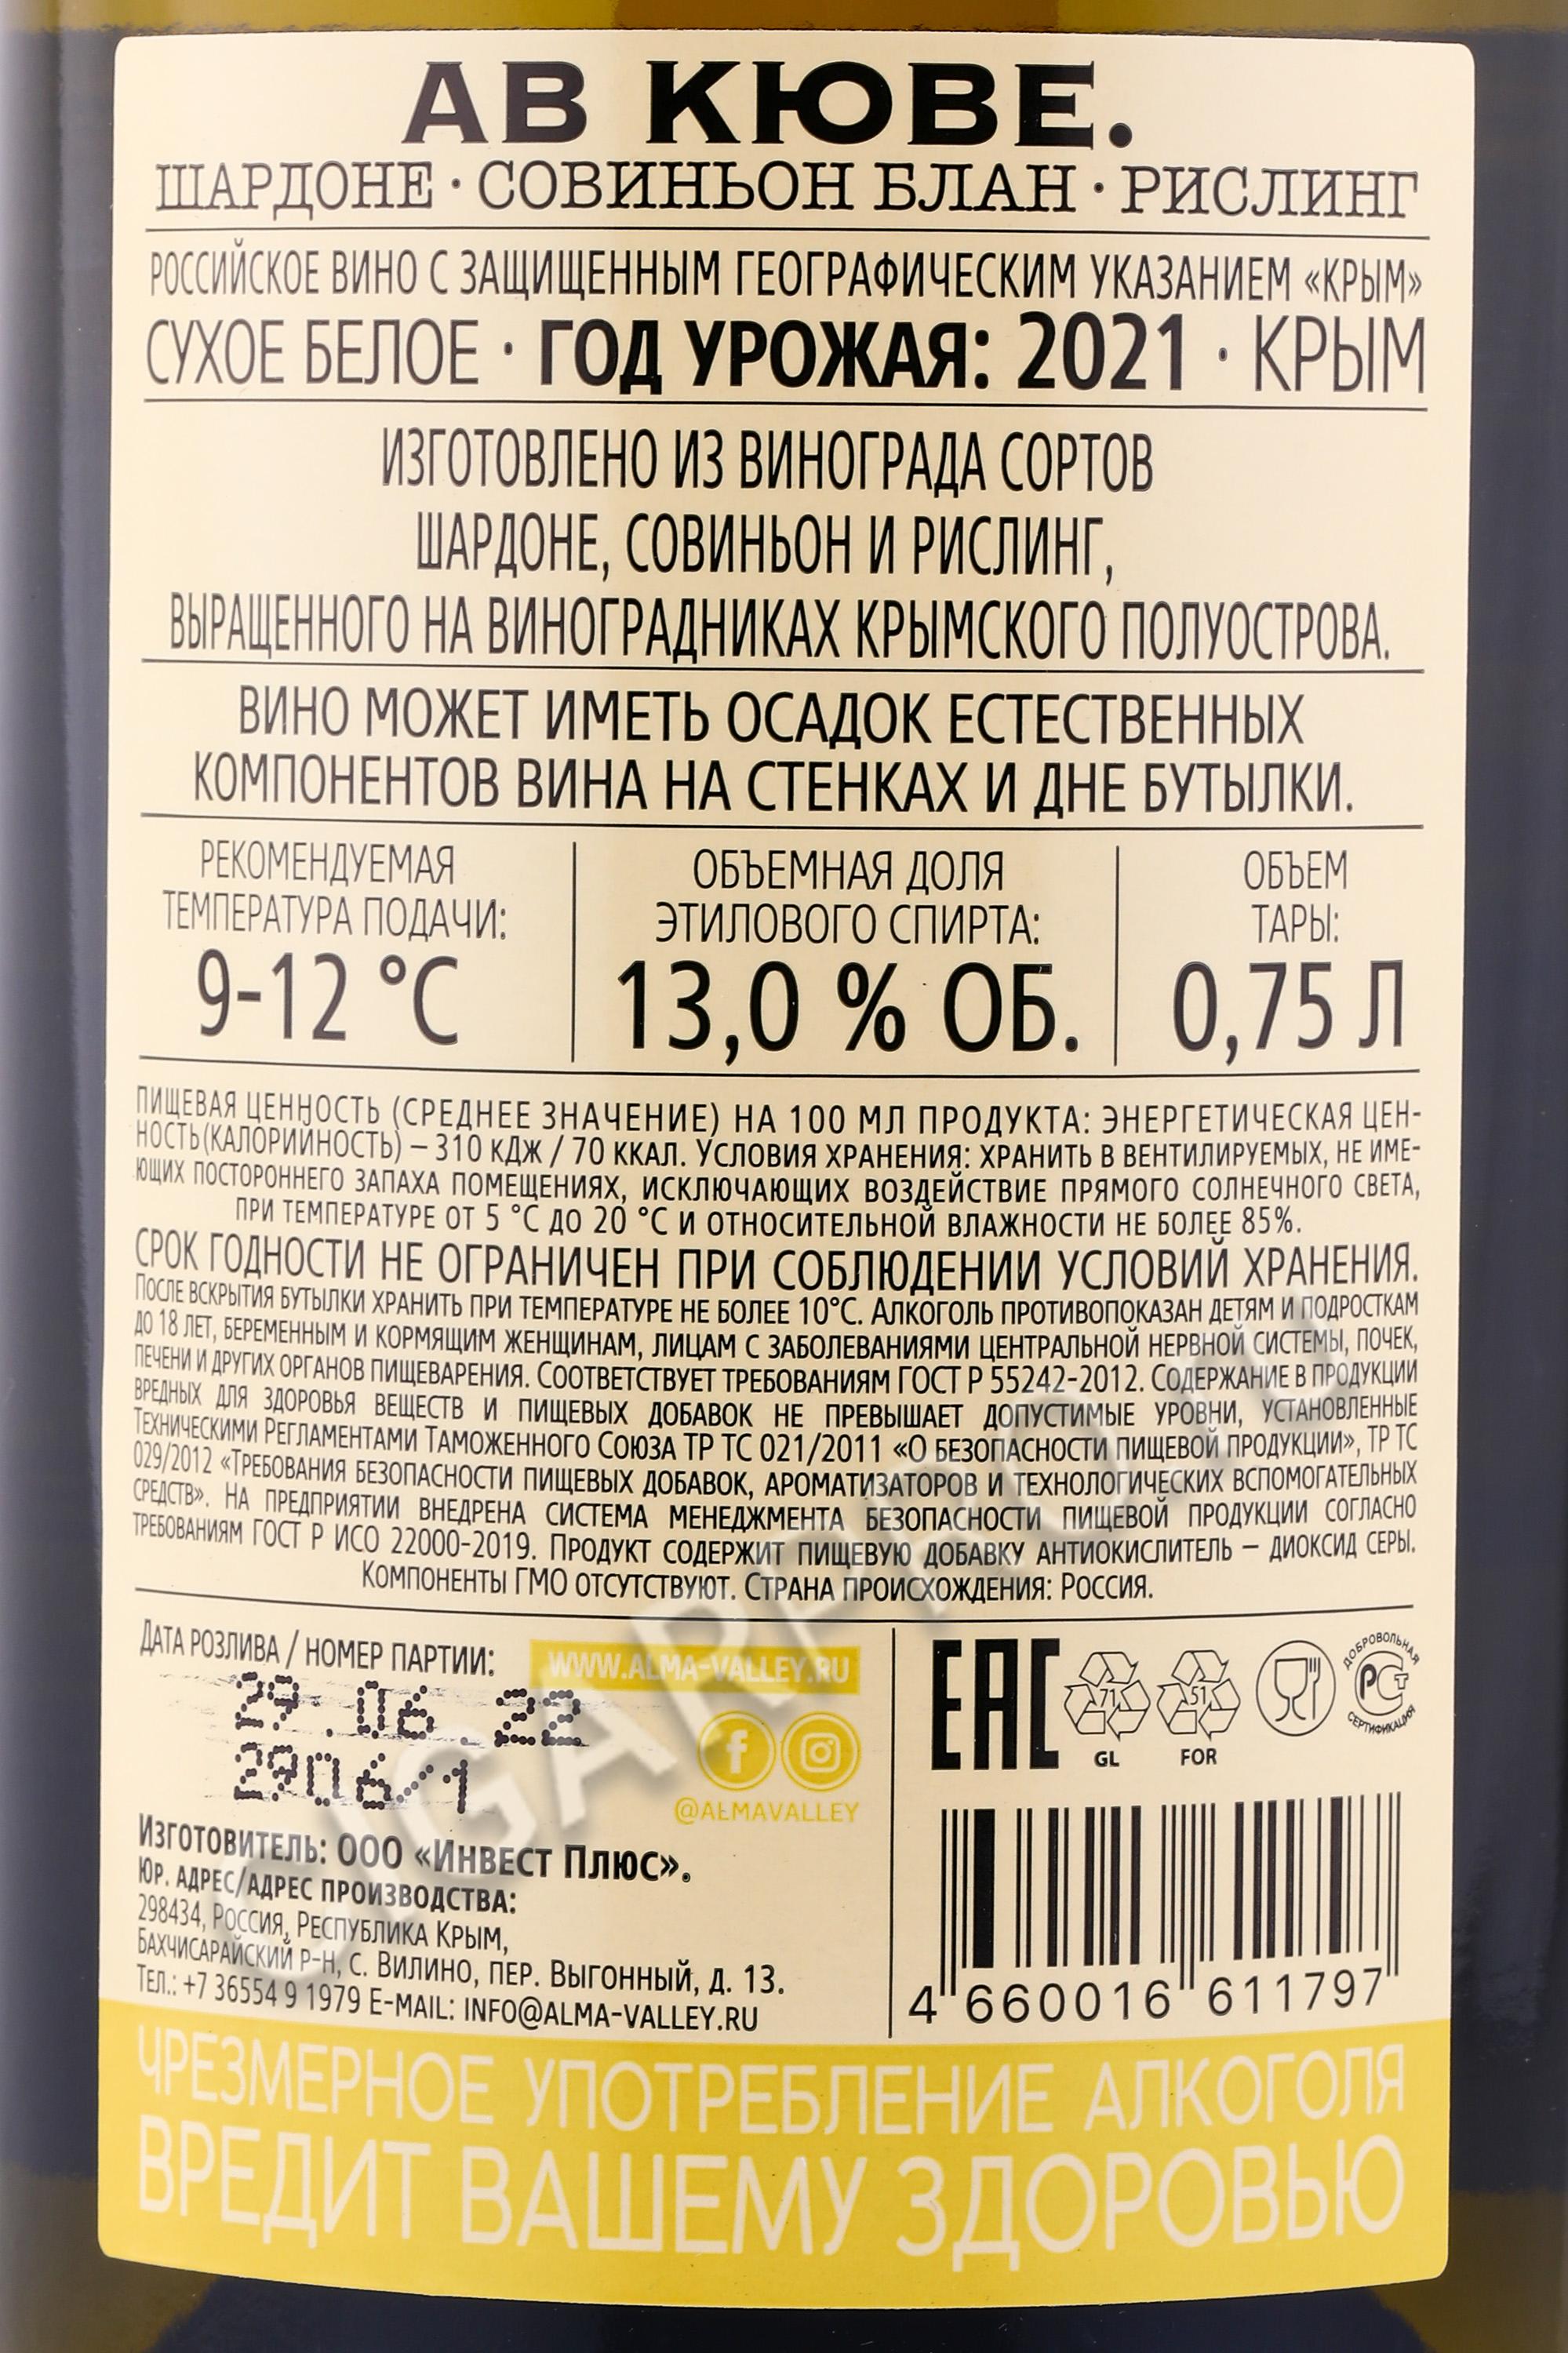 АВ КЮВЕ.
ШАРДОНЕ · СОВИНЬОН БЛАН · РИСЛИНГ
РОССИЙСКОЕ ВИНО С ЗАЩИЩЕННЫМ ГЕОГРАФИЧЕСКИМ УКАЗАНИЕМ «КРЫМ»
СУХОЕ БЕЛОЕ · ГОД УРОЖАЯ: 2021 · КРЫМ
ИЗГОТОВЛЕНО ИЗ ВИНОГРАДА СОРТОВ
ШАРДОНЕ, СОВИНЬОН И РИСЛИНГ,
ВЫРАЩЕННОГО НА ВИНОГРАДНИКАХ КРЫМСКОГО ПОЛУОСТРОВА.
ВИНО МОЖЕТ ИМЕТЬ ОСАДОК ЕСТЕСТВЕННЫХ
КОМПОНЕНТОВ ВИНА НА СТЕНКАХ И ДНЕ БУТЫЛКИ.
РЕКОМЕНДУЕМАЯ
ТЕМПЕРАТУРА ПОДАЧИ:
9-12 °С
ОБЪЕМНАЯ ДОЛЯ
ЭТИЛОВОГО СПИРТА:
13,0 % ОБ.
ОБЪЕМ
ТАРЫ:
0,75 Л
ПИЩЕВАЯ ЦЕННОСТЬ (СРЕДНЕЕ ЗНАЧЕНИЕ) НА 100 МЛ ПРОДУКТА: ЭНЕРГЕТИЧЕСКАЯ ЦЕН-
НОСТЬ (КАЛОРИЙНОСТЬ) – 310 КДЖ / 70 ККАЛ. УСЛОВИЯ ХРАНЕНИЯ: ХРАНИТЬ В ВЕНТИЛИРУЕМЫХ, НЕ ИМЕ-
ЮЩИХ ПОСТОРОННЕГО ЗАПАХА ПОМЕЩЕНИЯХ, ИСКЛЮЧАЮЩИХ ВОЗДЕЙСТВИЕ ПРЯМОГО СОЛНЕЧНОГО СВЕТА,
ПРИ ТЕМПЕРАТУРЕ ОТ 5 °С ДО 20 °С И ОТНОСИТЕЛЬНОЙ ВЛАЖНОСТИ НЕ БОЛЕЕ 85%.
СРОК ГОДНОСТИ НЕ ОГРАНИЧЕН ПРИ СОБЛЮДЕНИИ УСЛОВИЙ ХРАНЕНИЯ.
ПОСЛЕ ВСКРЫТИЯ БУТЫЛКИ ХРАНИТЬ ПРИ ТЕМПЕРАТУРЕ НЕ БОЛЕЕ 10°С. АЛКОГОЛЬ ПРОТИВОПОКАЗАН ДЕТЯМ И ПОДРОСТКАМ
ДО 18 ЛЕТ, БЕРЕМЕННЫМ И КОРМЯЩИМ ЖЕНЩИНАМ, ЛИЦАМ С ЗАБОЛЕВАНИЯМИ ЦЕНТРАЛЬНОЙ НЕРВНОЙ СИСТЕМЫ, ПОЧЕК,
ПЕЧЕНИ И ДРУГИХ ОРГАНОВ ПИЩЕВАРЕНИЯ. СООТВЕТСТВУЕТ ТРЕБОВАНИЯМ ГОСТ Р 55242-2012. СОДЕРЖАНИЕ В ПРОДУКЦИИ
ВРЕДНЫХ ДЛЯ ЗДОРОВЬЯ ВЕЩЕСТВ И ПИЩЕВЫХ ДОБАВОК НЕ ПРЕВЫШАЕТ ДОПУСТИМЫЕ УРОВНИ, УСТАНОВЛЕННЫЕ
ТЕХНИЧЕСКИМИ РЕГЛАМЕНТАМИ ТАМОЖЕННОГО СОЮЗА ТР ТС 021/2011 «О БЕЗОПАСНОСТИ ПИЩЕВОЙ ПРОДУКЦИИ», ТР ТС
029/2012 «ТРЕБОВАНИЯ БЕЗОПАСНОСТИ ПИЩЕВЫХ ДОБАВОК, АРОМАТИЗАТОРОВ И ТЕХНОЛОГИЧЕСКИХ ВСПОМОГАТЕЛЬНЫХ
СРЕДСТВ». НА ПРЕДПРИЯТИИ ВНЕДРЕНА СИСТЕМА МЕНЕДЖМЕНТА БЕЗОПАСНОСТИ ПИЩЕВОЙ ПРОДУКЦИИ СОГЛАСНО
ТРЕБОВАНИЯМ ГОСТ Р ИСО 22000-2019. ПРОДУКТ СОДЕРЖИТ ПИЩЕВУЮ ДОБАВКУ АНТИОКИСЛИТЕЛЬ – ДИОКСИД СЕРЫ.
КОМПОНЕНТЫ ГМО ОТСУТСТВУЮТ. СТРАНА ПРОИСХОЖДЕНИЯ: РОССИЯ.
ДАТА РОЗЛИВА / НОМЕР ПАРТИИ:
29.06.22
2906/1
WWW.ALMA-VALLEY.RU
@ALMAVALLEY
ИЗГОТОВИТЕЛЬ: ООО «ИНВЕСТ ПЛЮС».
ЮР. АДРЕС/АДРЕС ПРОИЗВОДСТВА:
298434, РОССИЯ, РЕСПУБЛИКА КРЫМ,
БАХЧИСАРАЙСКИЙ Р-Н, С. ВИЛИНО, ПЕР. ВЫГОННЫЙ, Д. 13.
ТЕЛ.: +7 36554 9 1979 E-MAIL: INFO@ALMA-VALLEY.RU
ЕАС
71
GL
51
FOR
ДОБРОВОЛЬНАЯ
РСТ
СЕРТИФИКАЦИЯ
4 660016 611797
ЧРЕЗМЕРНОЕ УПОТРЕБЛЕНИЕ АЛКОГОЛЯ
ВРЕДИТ ВАШЕМУ ЗДОРОВЬЮ
CIGARPRO.RU